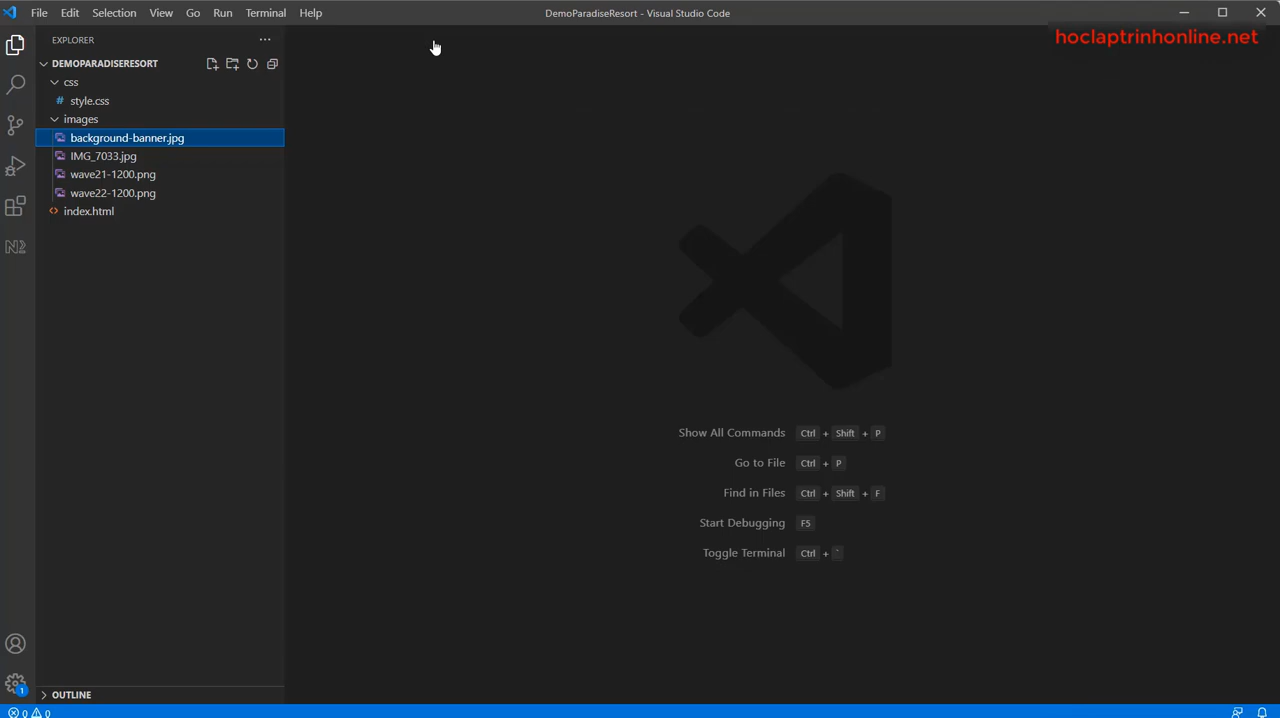 File Edit Selection View Go Run Terminal Help
DemoParadiseResort - Visual Studio Code
hoclaptrinhonline.net
EXPLORER
DEMOPARADISERESORT
css
# style.css
images
background-banner.jpg
IMG_7033.jpg
wave21-1200.png
wave22-1200.png
<> index.html
N2
Show All Commands Ctrl + Shift + P
Go to File Ctrl + P
Find in Files Ctrl + Shift + F
Start Debugging F5
Toggle Terminal Ctrl + `
1
OUTLINE
0 0